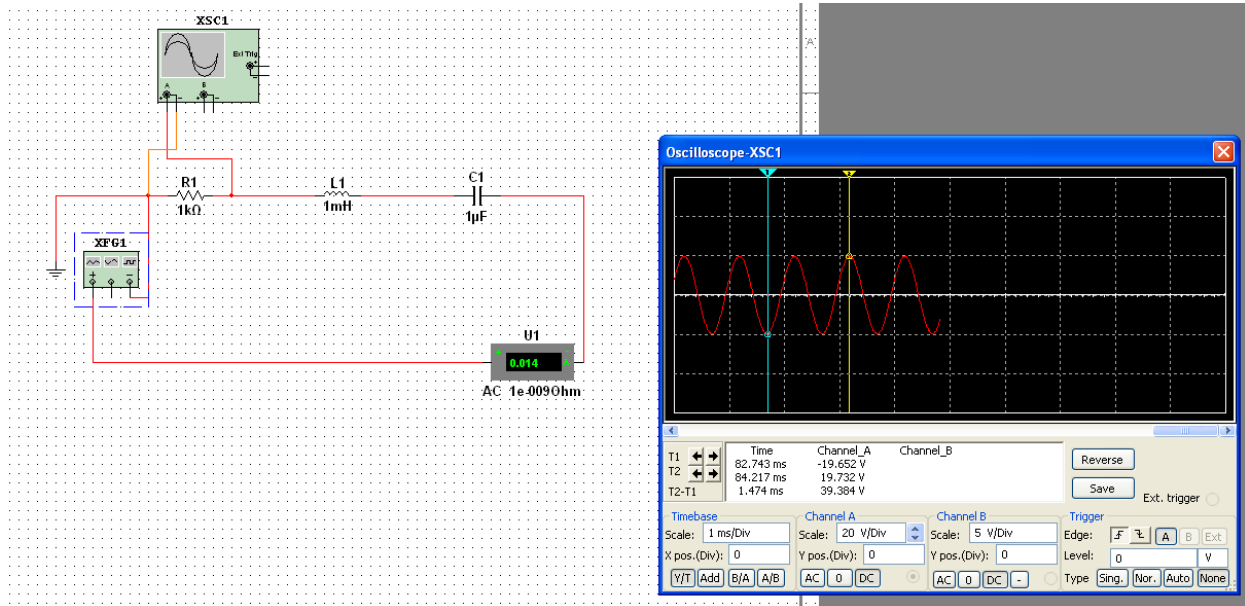 XSC1
Ext Trig
+
-
A
B
+ - + -
R1
1kΩ
L1
1mH
C1
1µF
XFG1
+ -
U1
+ 0.014 -
AC 1e-009Ohm
A
Oscilloscope-XSC1
1 2
Time Channel_A Channel_B
T1 82.743 ms -19.652 V
T2 84.217 ms 19.732 V
T2-T1 1.474 ms 39.384 V
Reverse
Save
Ext. trigger
Timebase Channel A Channel B Trigger
Scale: 1 ms/Div Scale: 20 V/Div Scale: 5 V/Div Edge: A B Ext
X pos.(Div): 0 Y pos.(Div): 0 Y pos.(Div): 0 Level: 0 V
Y/T Add B/A A/B AC 0 DC AC 0 DC - Type Sing. Nor. Auto None